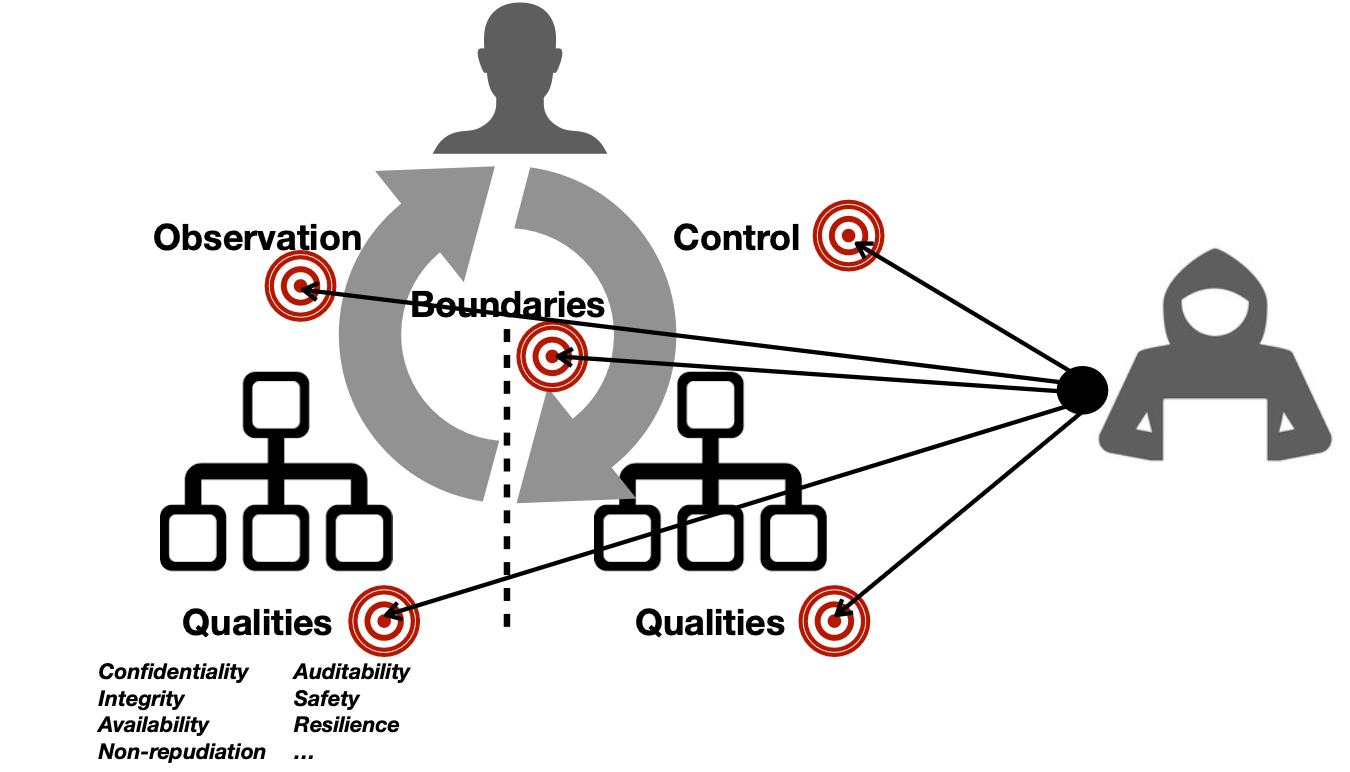 Observation
Control
Boundaries
Qualities
Qualities
Confidentiality
Integrity
Availability
Non-repudiation
Auditability
Safety
Resilience
...